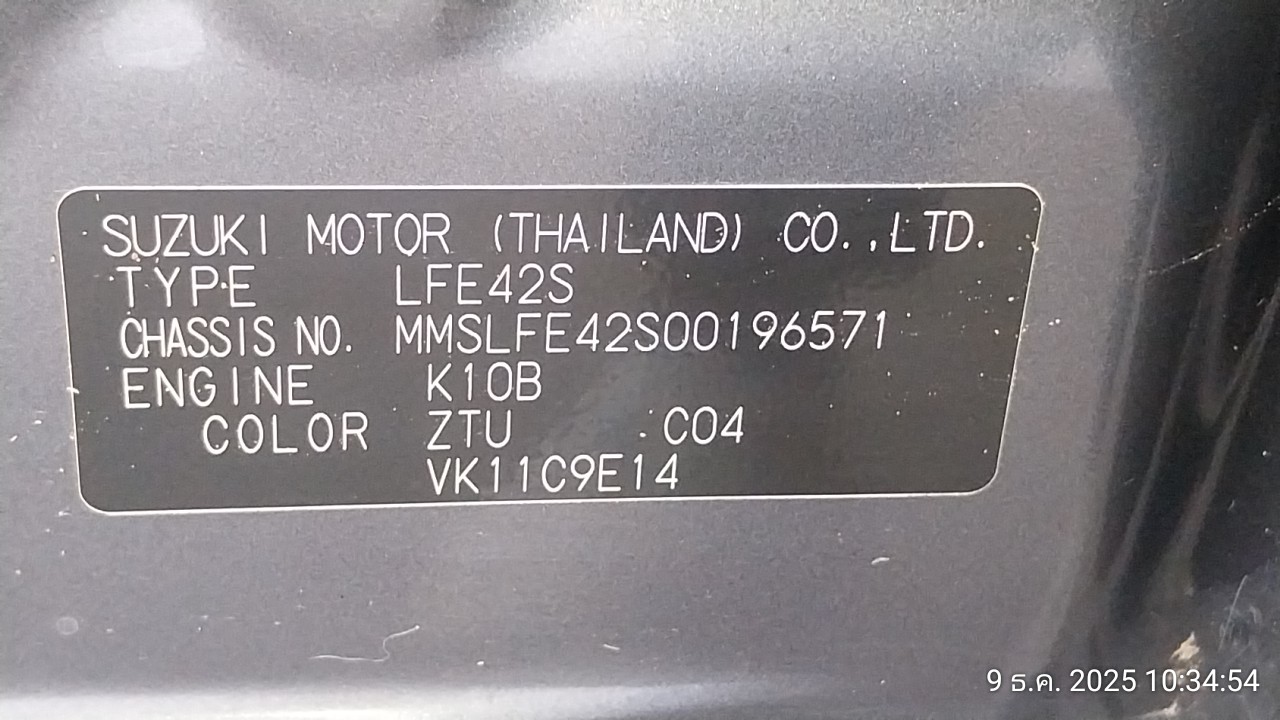 SUZUKI MOTOR (THAILAND) CO.,LTD.
TYPE LFE42S
CHASSIS NO. MMSLFE42S00196571
ENGINE K10B
COLOR ZTU C04
VK11C9E14
9 ธ.ค. 2025 10:34:54